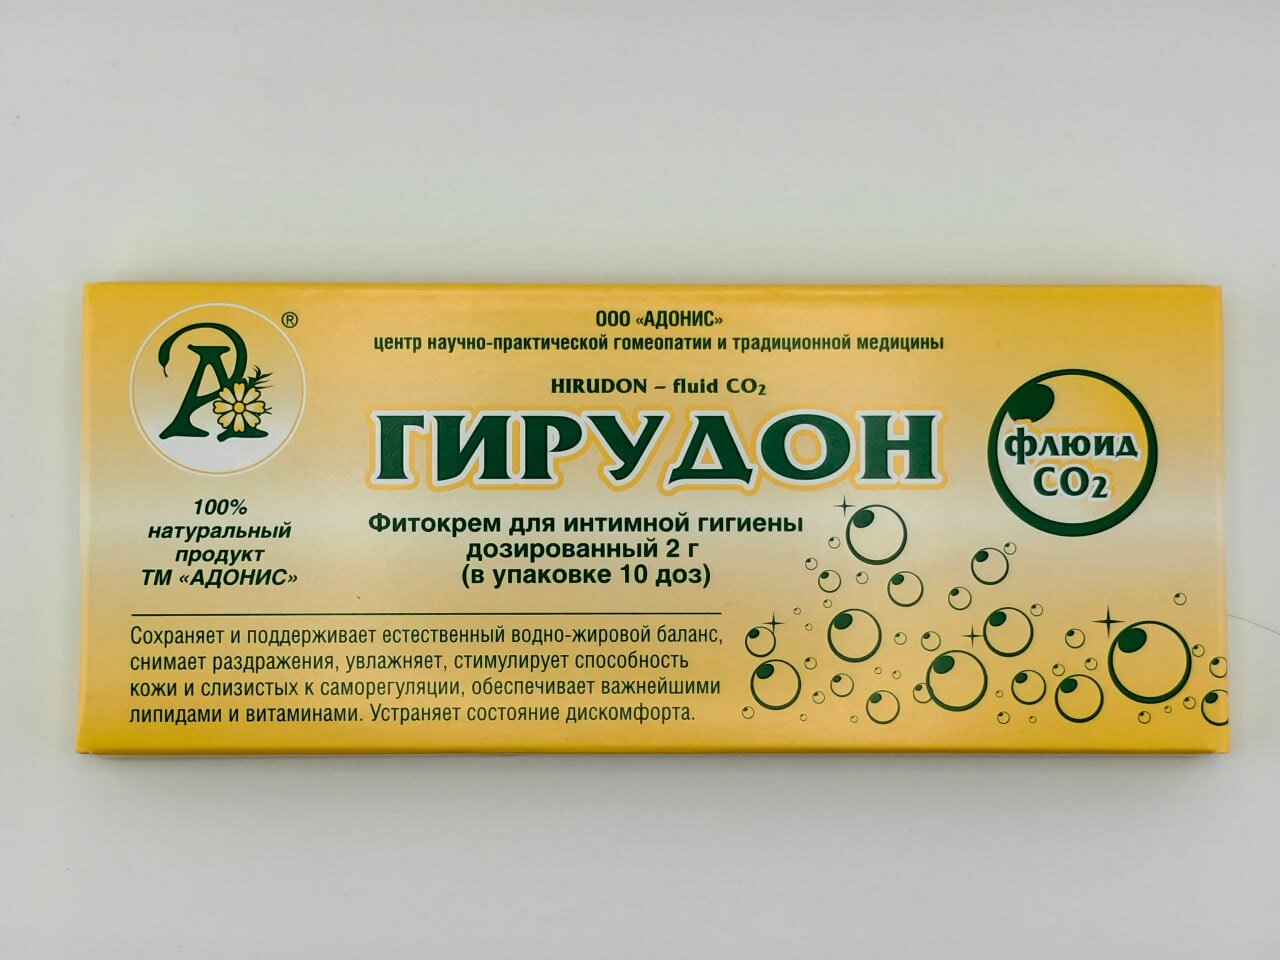 ®
ООО «АДОНИС»
центр научно-практической гомеопатии и традиционной медицины
HIRUDON – fluid CO₂
ГИРУДОН
флюид
CO₂
100%
натуральный
продукт
ТМ «АДОНИС»
Фитокрем для интимной гигиены
дозированный 2 г
(в упаковке 10 доз)
Сохраняет и поддерживает естественный водно-жировой баланс,
снимает раздражения, увлажняет, стимулирует способность
кожи и слизистых к саморегуляции, обеспечивает важнейшими
липидами и витаминами. Устраняет состояние дискомфорта.